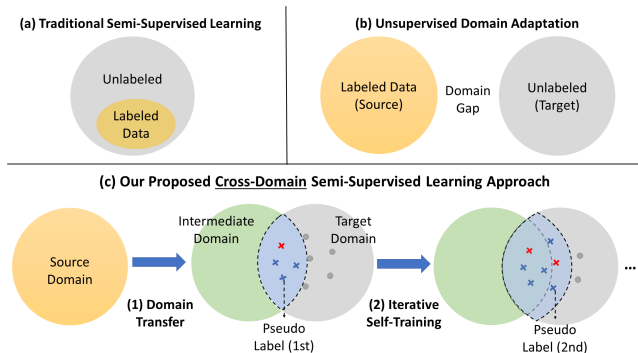 (a) Traditional Semi-Supervised Learning
Unlabeled
Labeled
Data
(b) Unsupervised Domain Adaptation
Labeled Data
(Source)
Domain
Gap
Unlabeled
(Target)
(c) Our Proposed Cross-Domain Semi-Supervised Learning Approach
Source
Domain
(1) Domain
Transfer
Intermediate
Domain
Target
Domain
Pseudo
Label (1st)
(2) Iterative
Self-Training
Pseudo
Label (2nd)
...